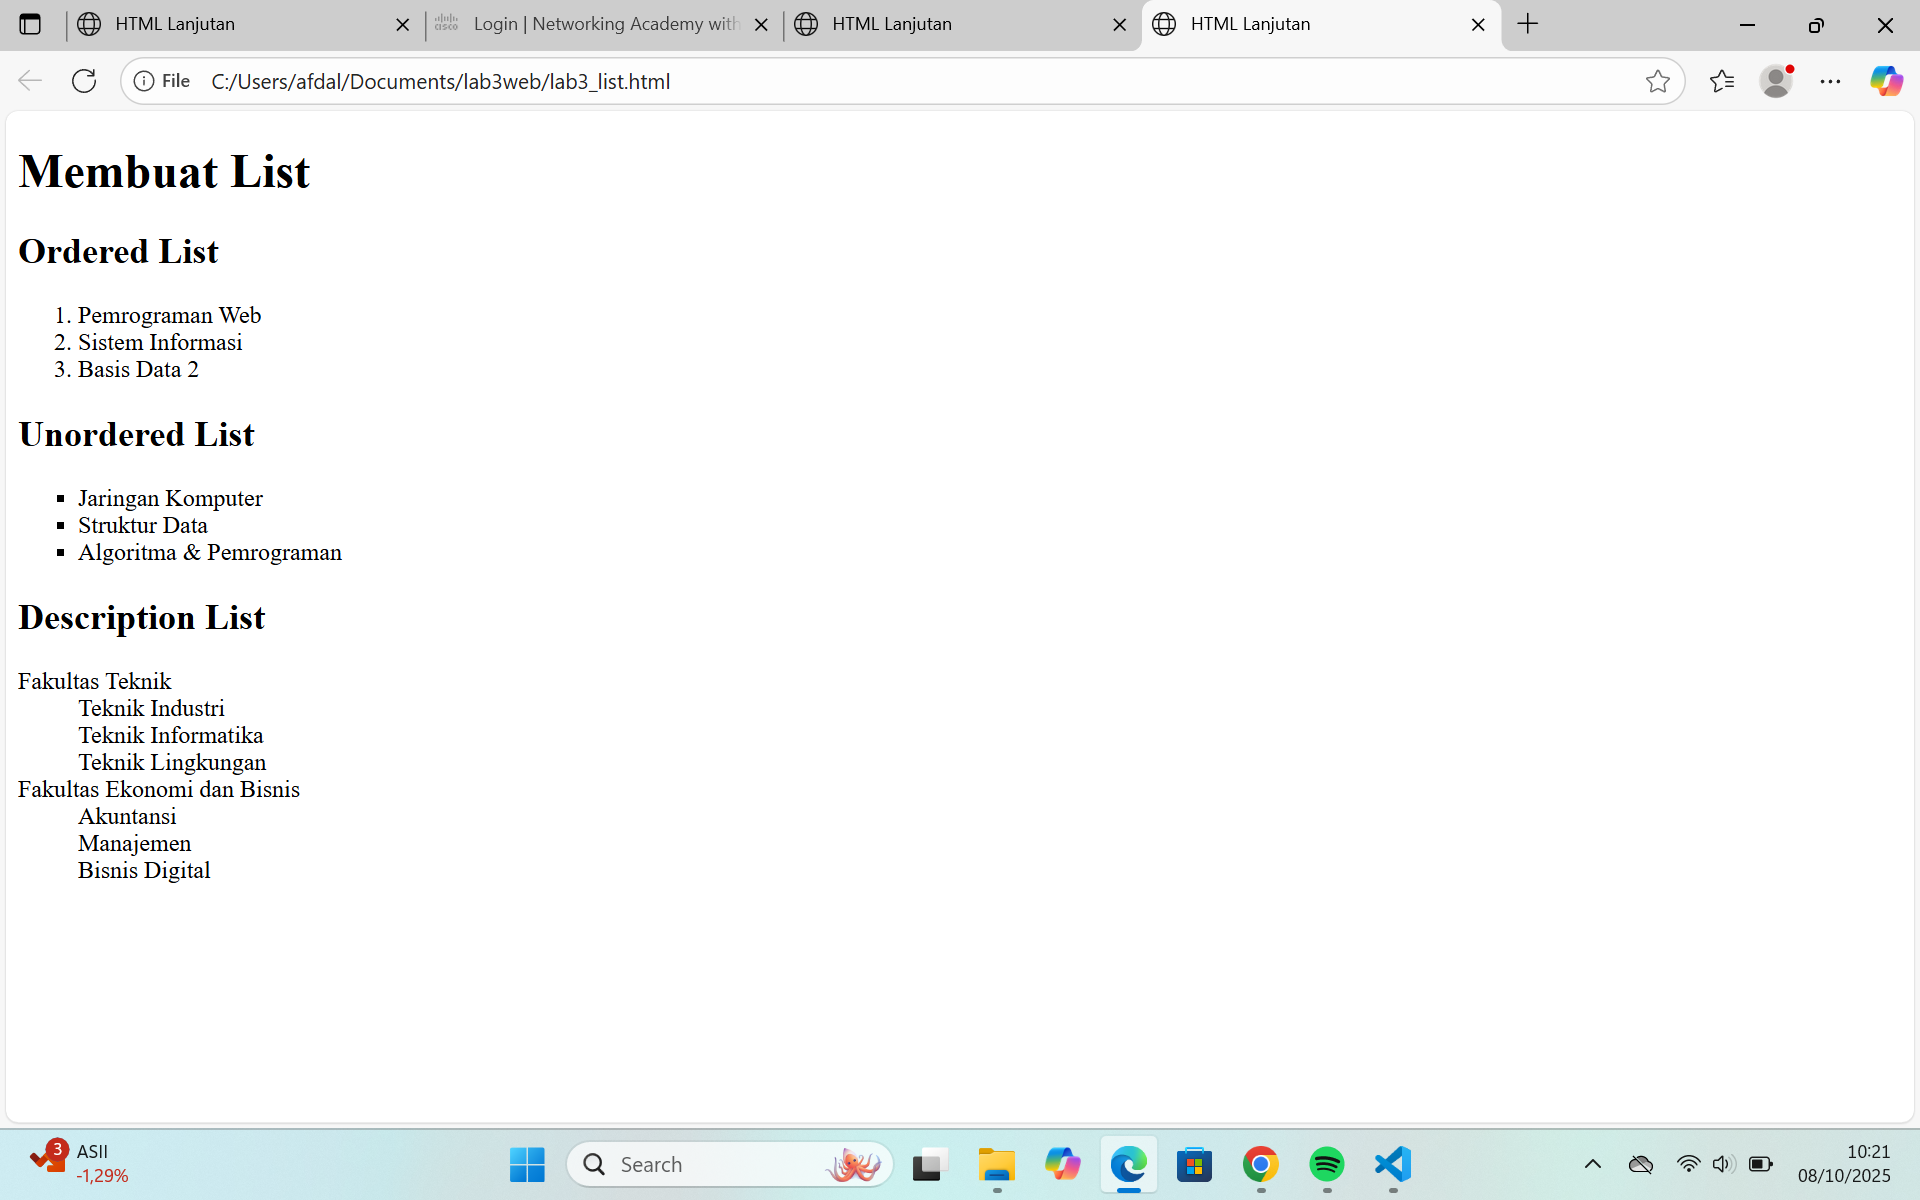 HTML Lanjutan
Login | Networking Academy with
HTML Lanjutan
HTML Lanjutan
File
C:/Users/afdal/Documents/lab3web/lab3_list.html
Membuat List
Ordered List
1. Pemrograman Web
2. Sistem Informasi
3. Basis Data 2
Unordered List
▪ Jaringan Komputer
▪ Struktur Data
▪ Algoritma & Pemrograman
Description List
Fakultas Teknik
Teknik Industri
Teknik Informatika
Teknik Lingkungan
Fakultas Ekonomi dan Bisnis
Akuntansi
Manajemen
Bisnis Digital
3
ASII
-1,29%
Search
10:21
08/10/2025